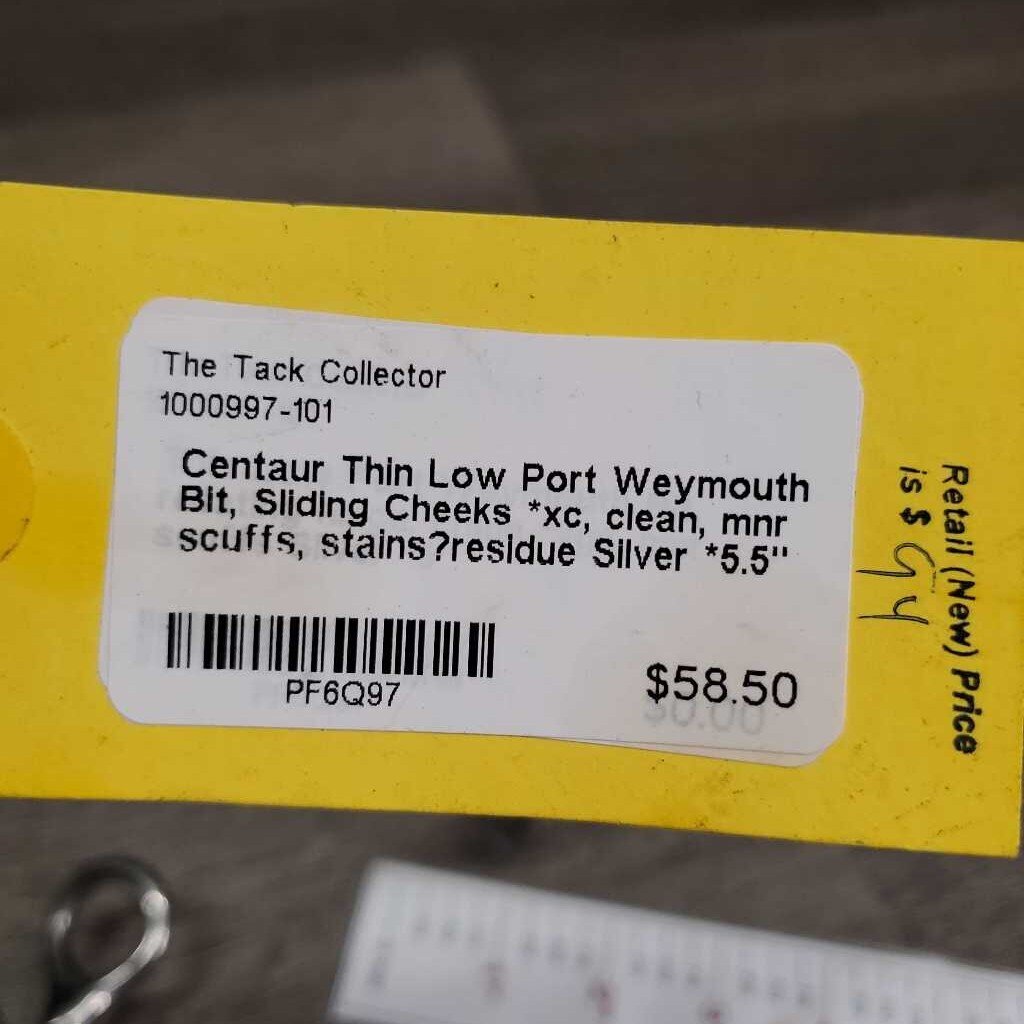 The Tack Collector
1000997-101
Centaur Thin Low Port Weymouth
Bit, Sliding Cheeks *xc, clean, mnr
scuffs, stains?residue Silver *5.5"
PF6Q97
$58.50
Retail (New) Price
is $